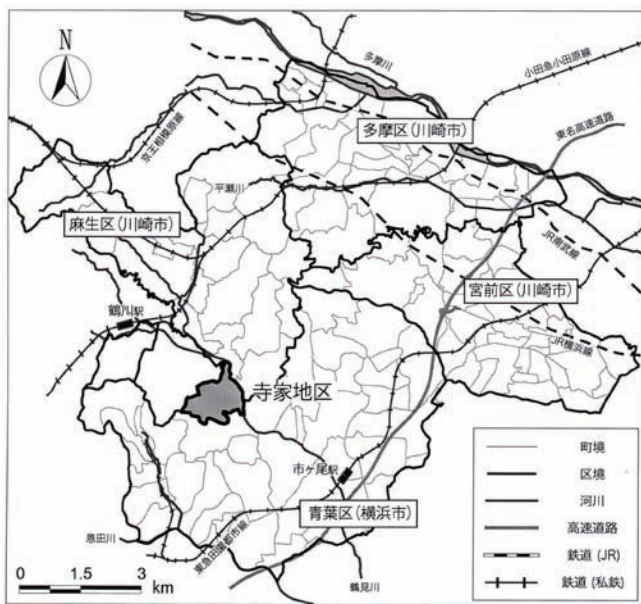 N
多摩川
小田急小田原線
東名高速道路
多摩区(川崎市)
京王相模原線
平瀬川
麻生区(川崎市)
JR南武線
宮前区(川崎市)
鶴川駅
JR横浜線
寺家地区
市ヶ尾駅
青葉区(横浜市)
恩田川
東急田園都市線
鶴見川
0 1.5 3
km
町境
区境
河川
高速道路
鉄道 (JR)
鉄道 (私鉄)